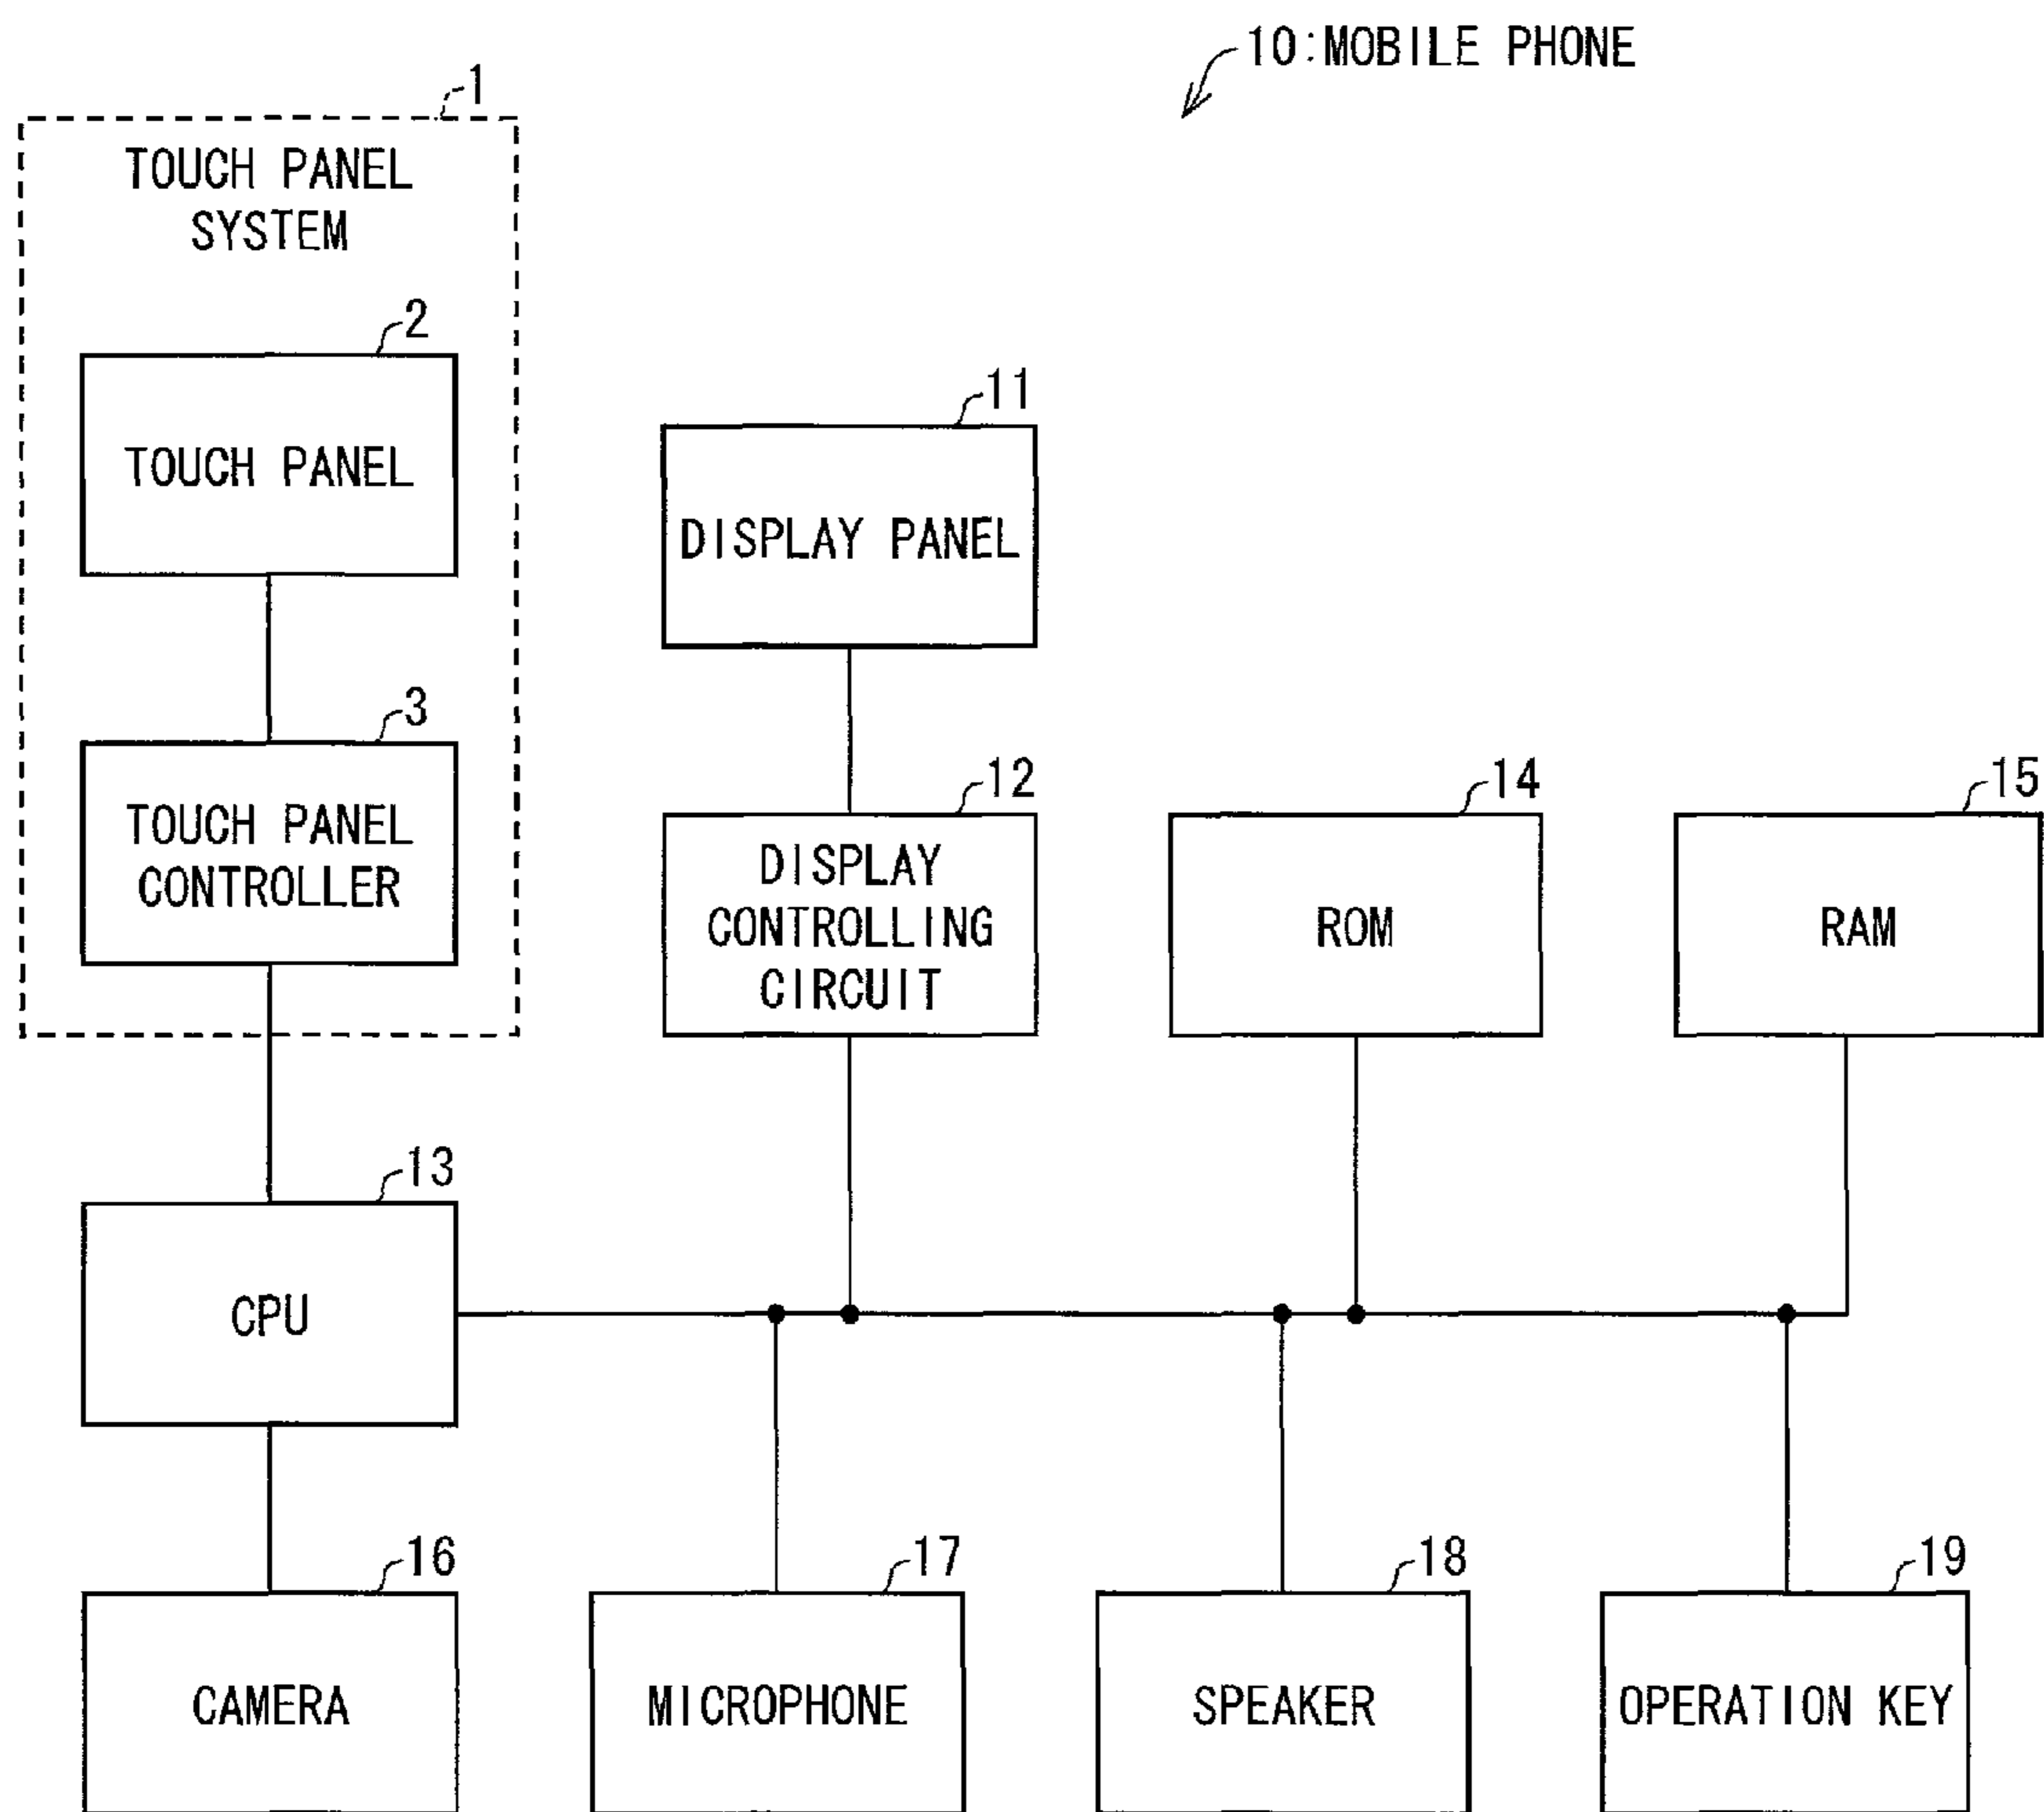 10:MOBILE PHONE
1
TOUCH PANEL
SYSTEM
2
TOUCH PANEL
11
DISPLAY PANEL
3
TOUCH PANEL
CONTROLLER
12
DISPLAY
CONTROLLING
CIRCUIT
14
ROM
15
RAM
13
CPU
16
CAMERA
17
MICROPHONE
18
SPEAKER
19
OPERATION KEY